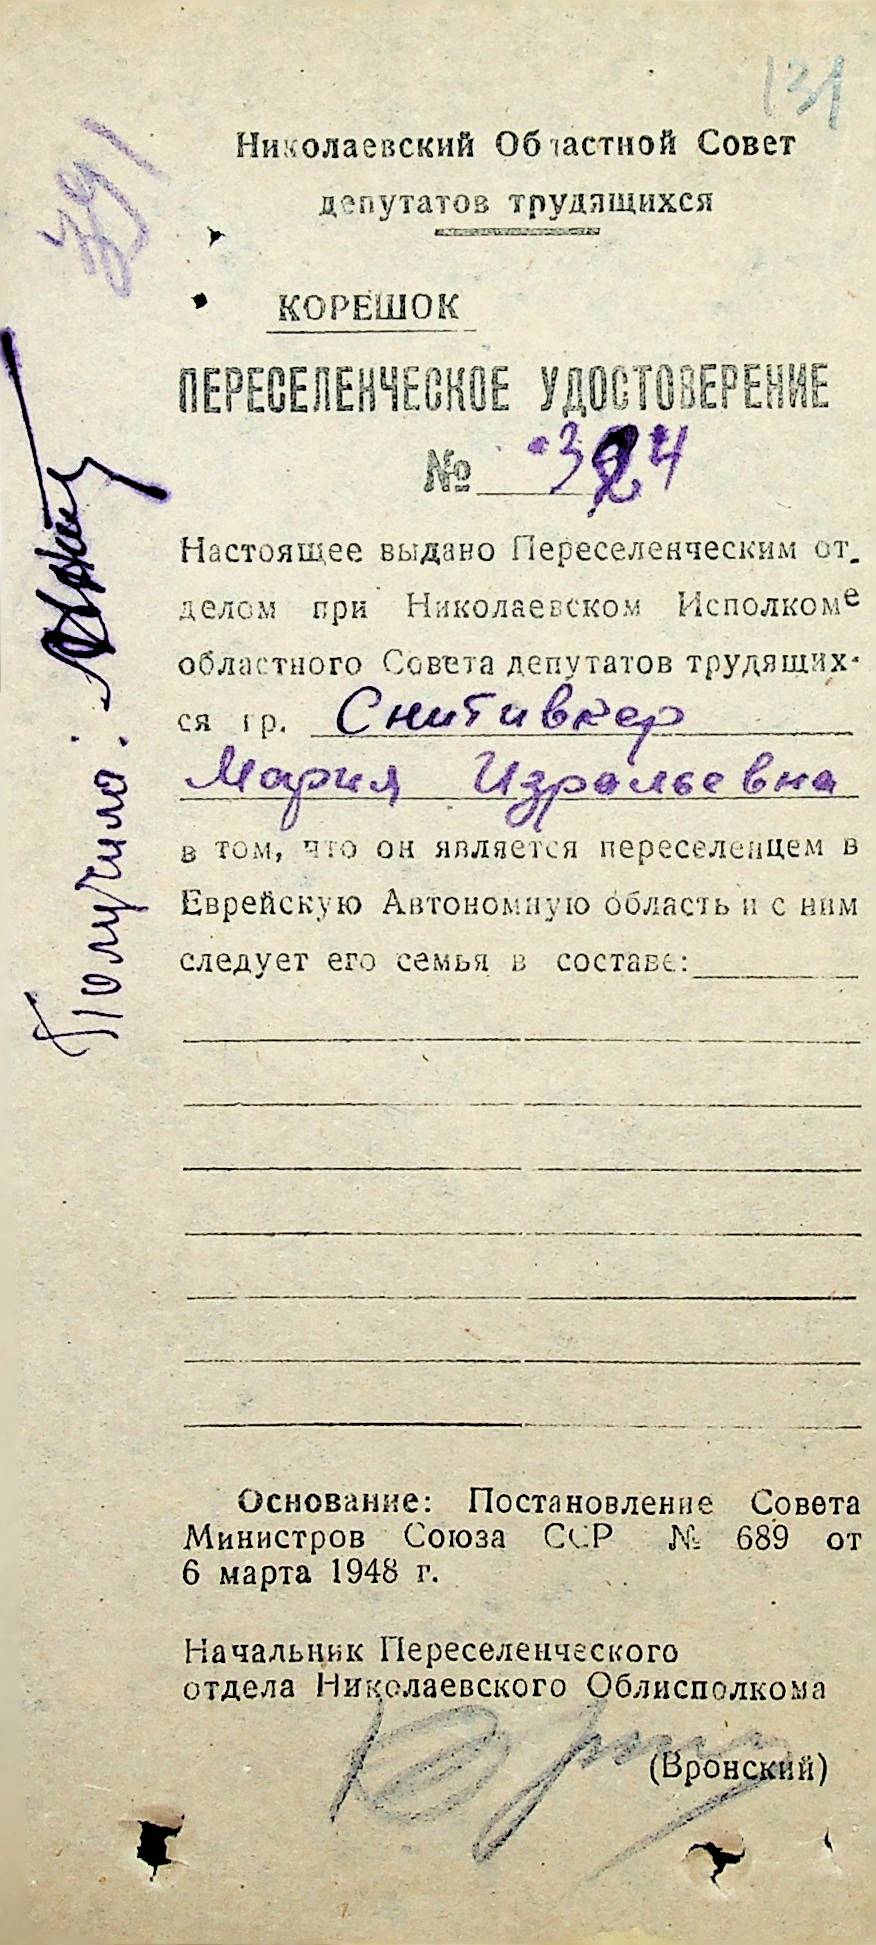 131
391
Николаевский Областной Совет
депутатов трудящихся
КОРЕШОК
ПЕРЕСЕЛЕНЧЕСКОЕ УДОСТОВЕРЕНИЕ
№ 324
Настоящее выдано Переселенческим от-
делом при Николаевском Исполкоме
областного Совета депутатов трудящих-
ся гр. Снитивкер
Мария Изральевна
в том, что он является переселенцем в
Еврейскую Автономную область и с ним
следует его семья в составе:
Основание: Постановление Совета
Министров Союза ССР № 689 от
6 марта 1948 г.
Начальник Переселенческого
отдела Николаевского Облисполкома
(Вронский)
Получила: